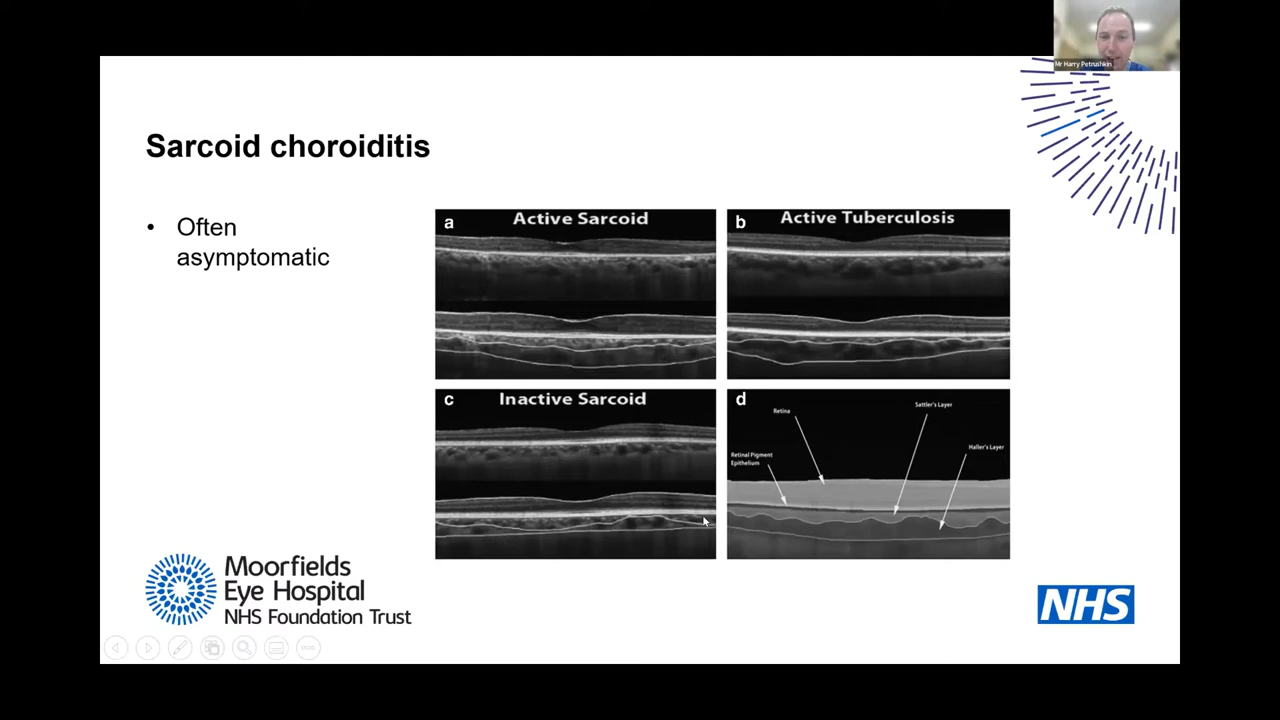 Mr Harry Petrushkin
Sarcoid choroiditis
• Often
asymptomatic
a Active Sarcoid
b Active Tuberculosis
c Inactive Sarcoid
d
Retina
Sattler's Layer
Haller's Layer
Retinal Pigment
Epithelium
Moorfields
Eye Hospital
NHS Foundation Trust
NHS